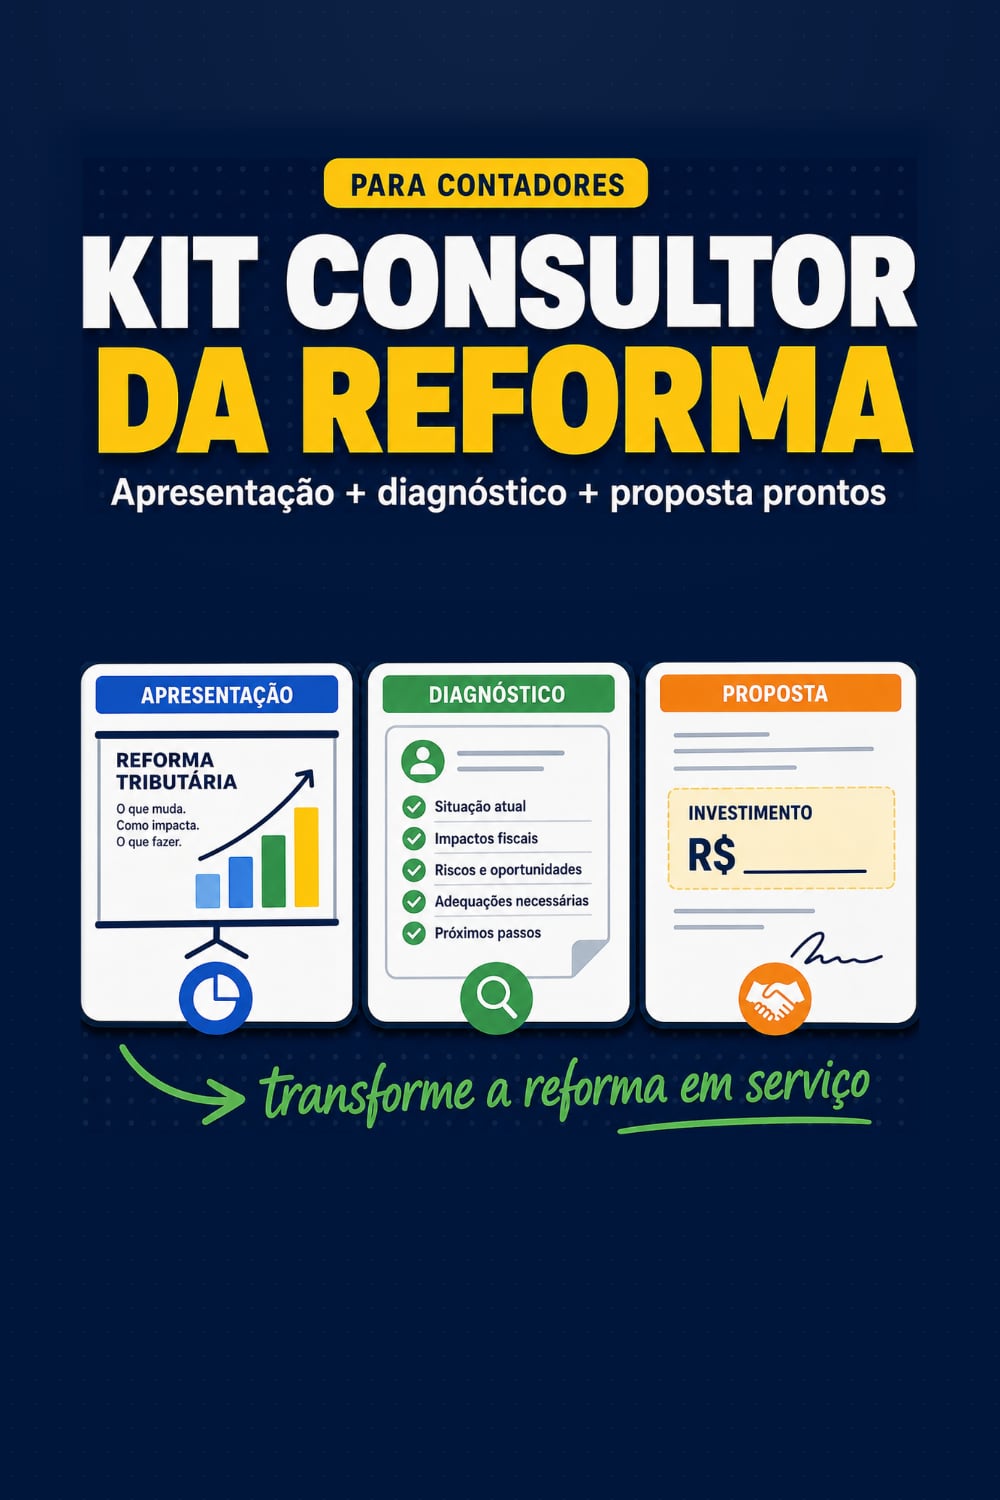 PARA CONTADORES
KIT CONSULTOR
DA REFORMA
Apresentação + diagnóstico + proposta prontos
APRESENTAÇÃO
REFORMA
TRIBUTÁRIA
O que muda.
Como impacta.
O que fazer.
DIAGNÓSTICO
Situação atual
Impactos fiscais
Riscos e oportunidades
Adequações necessárias
Próximos passos
PROPOSTA
INVESTIMENTO
R$
transforme a reforma em serviço